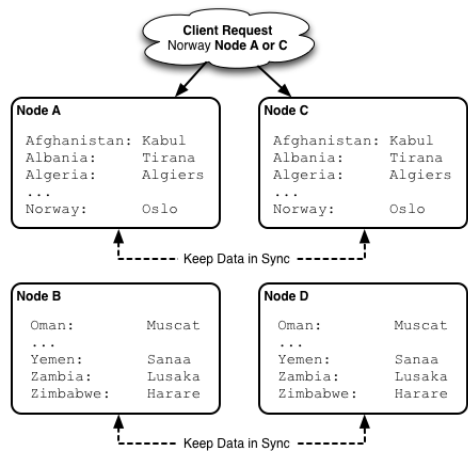 Client Request
Norway Node A or C
Node A
Afghanistan: Kabul
Albania: Tirana
Algeria: Algiers
...
Norway: Oslo
Node C
Afghanistan: Kabul
Albania: Tirana
Algeria: Algiers
...
Norway: Oslo
Keep Data in Sync
Node B
Oman: Muscat
...
Yemen: Sanaa
Zambia: Lusaka
Zimbabwe: Harare
Node D
Oman: Muscat
...
Yemen: Sanaa
Zambia: Lusaka
Zimbabwe: Harare
Keep Data in Sync